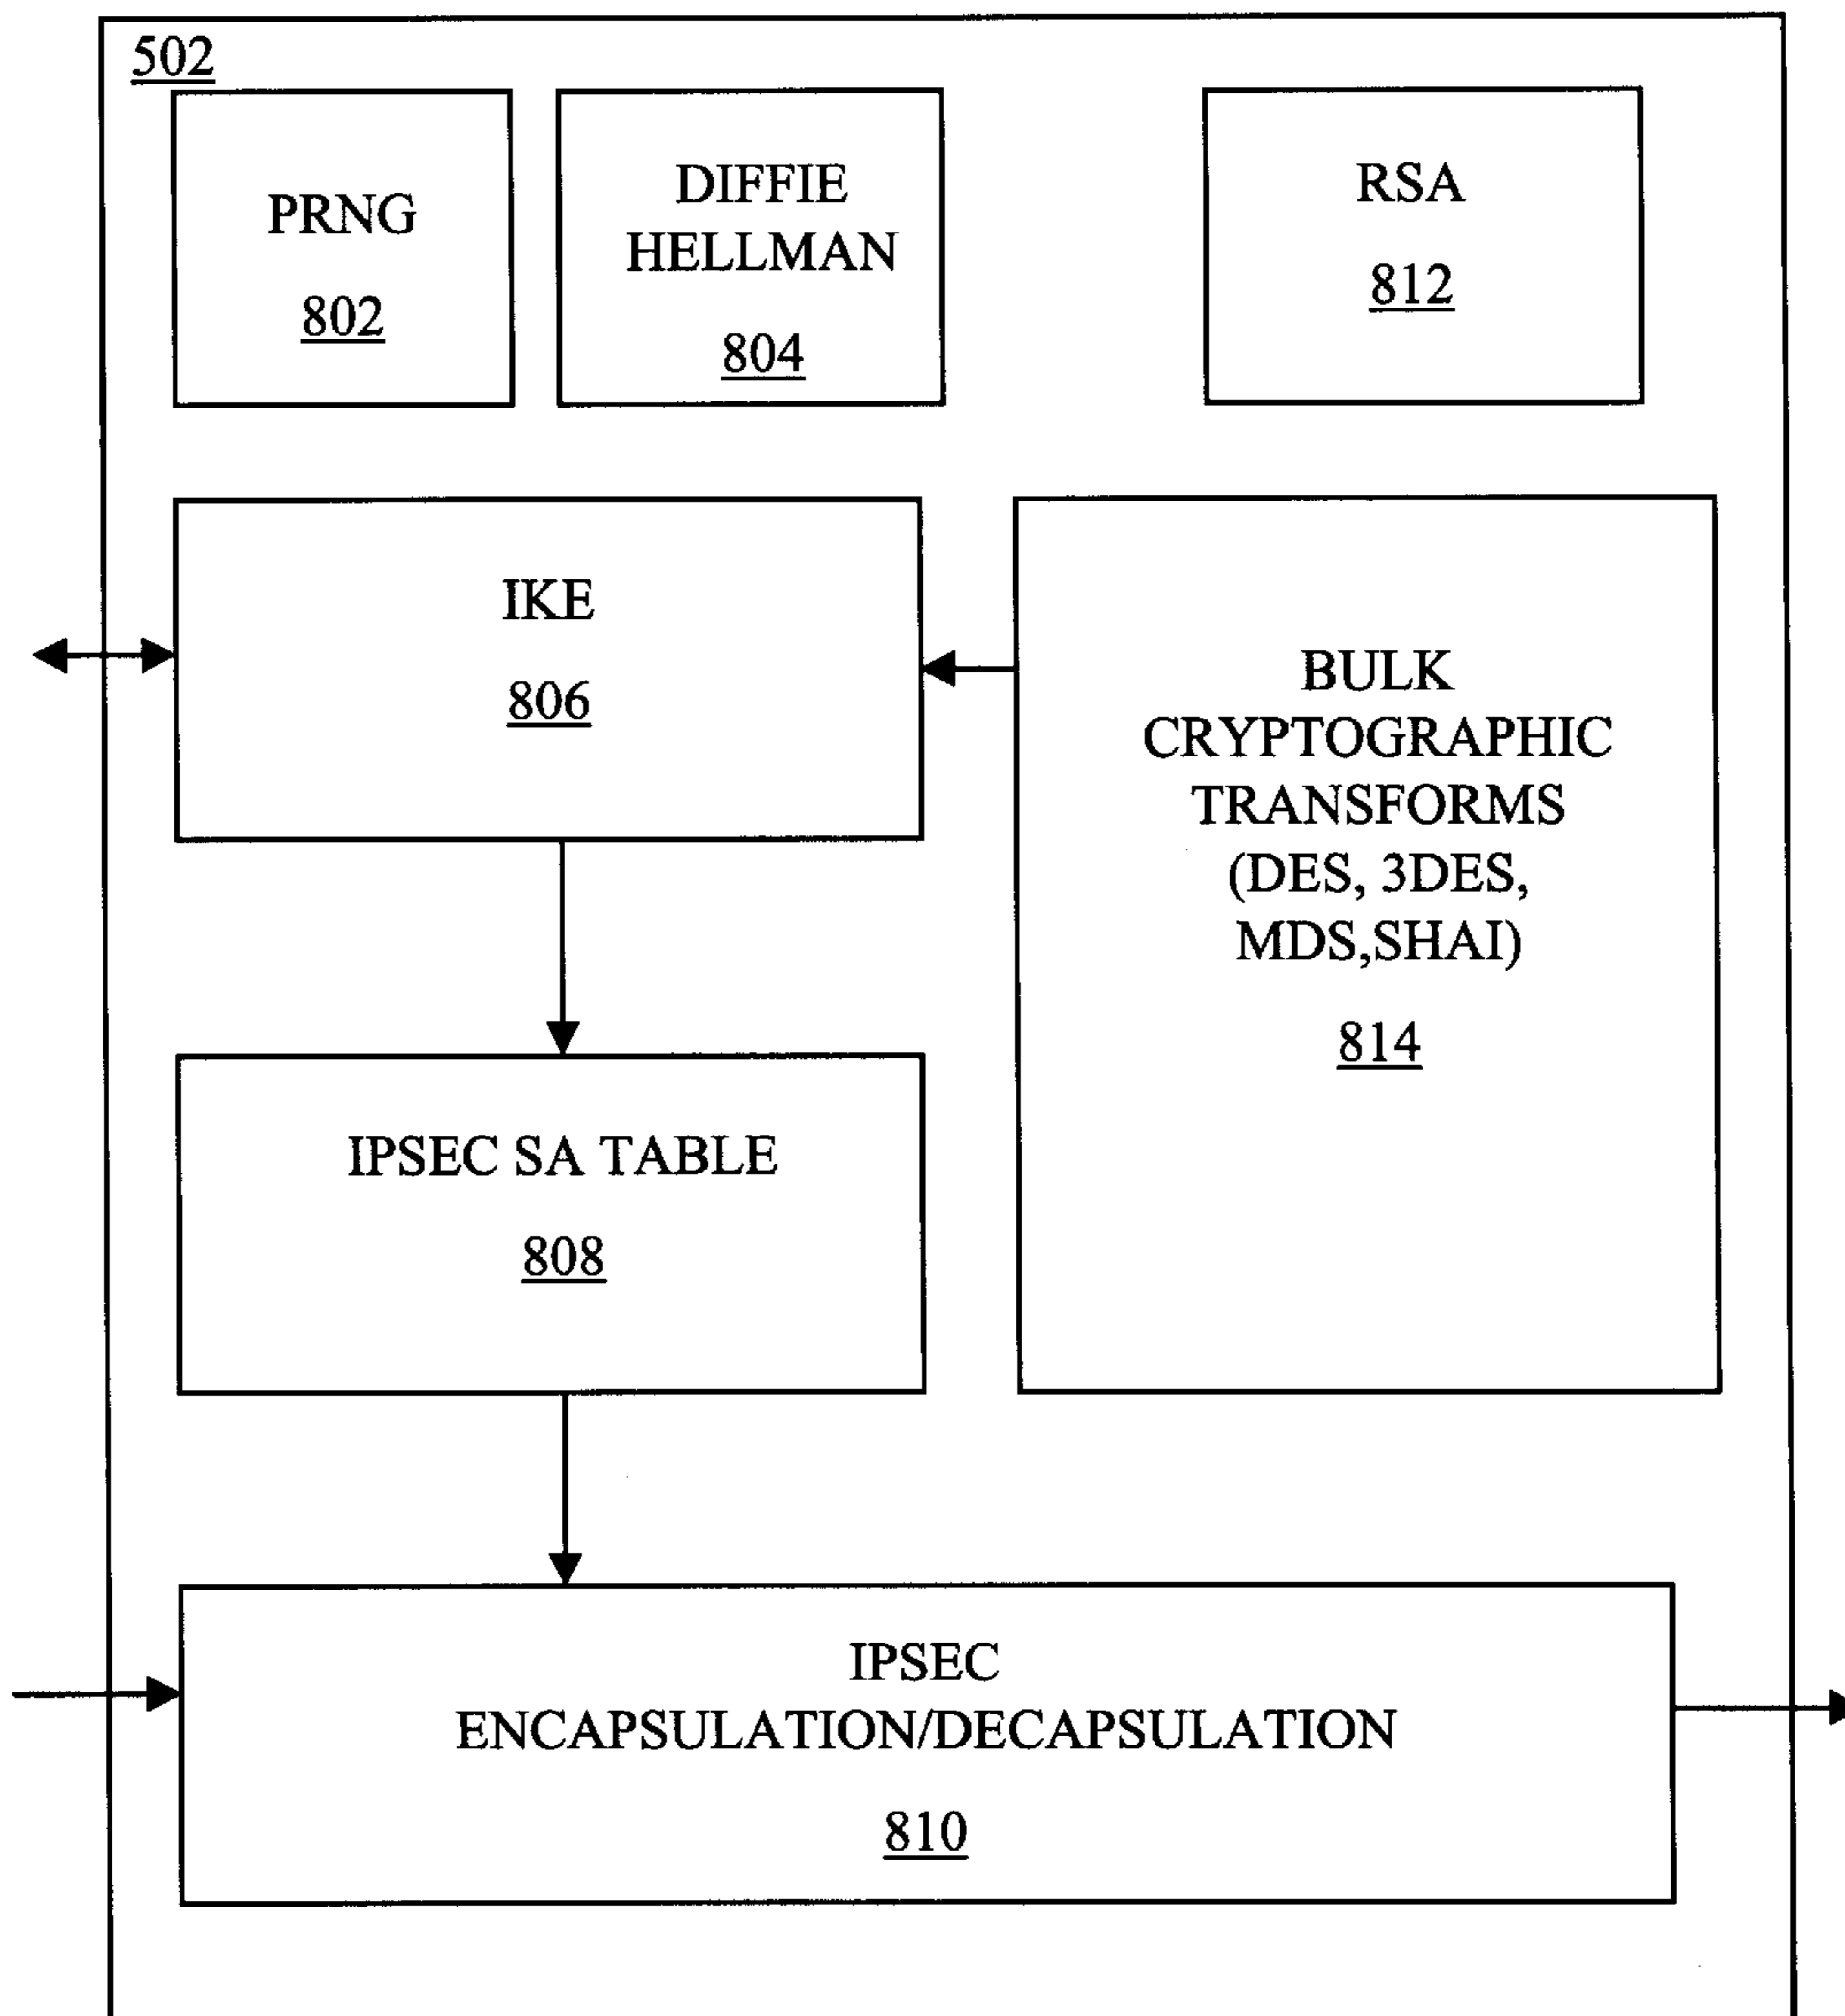 502
PRNG
802
DIFFIE
HELLMAN
804
RSA
812
IKE
806
BULK
CRYPTOGRAPHIC
TRANSFORMS
(DES, 3DES,
MDS,SHAI)
814
IPSEC SA TABLE
808
IPSEC
ENCAPSULATION/DECAPSULATION
810